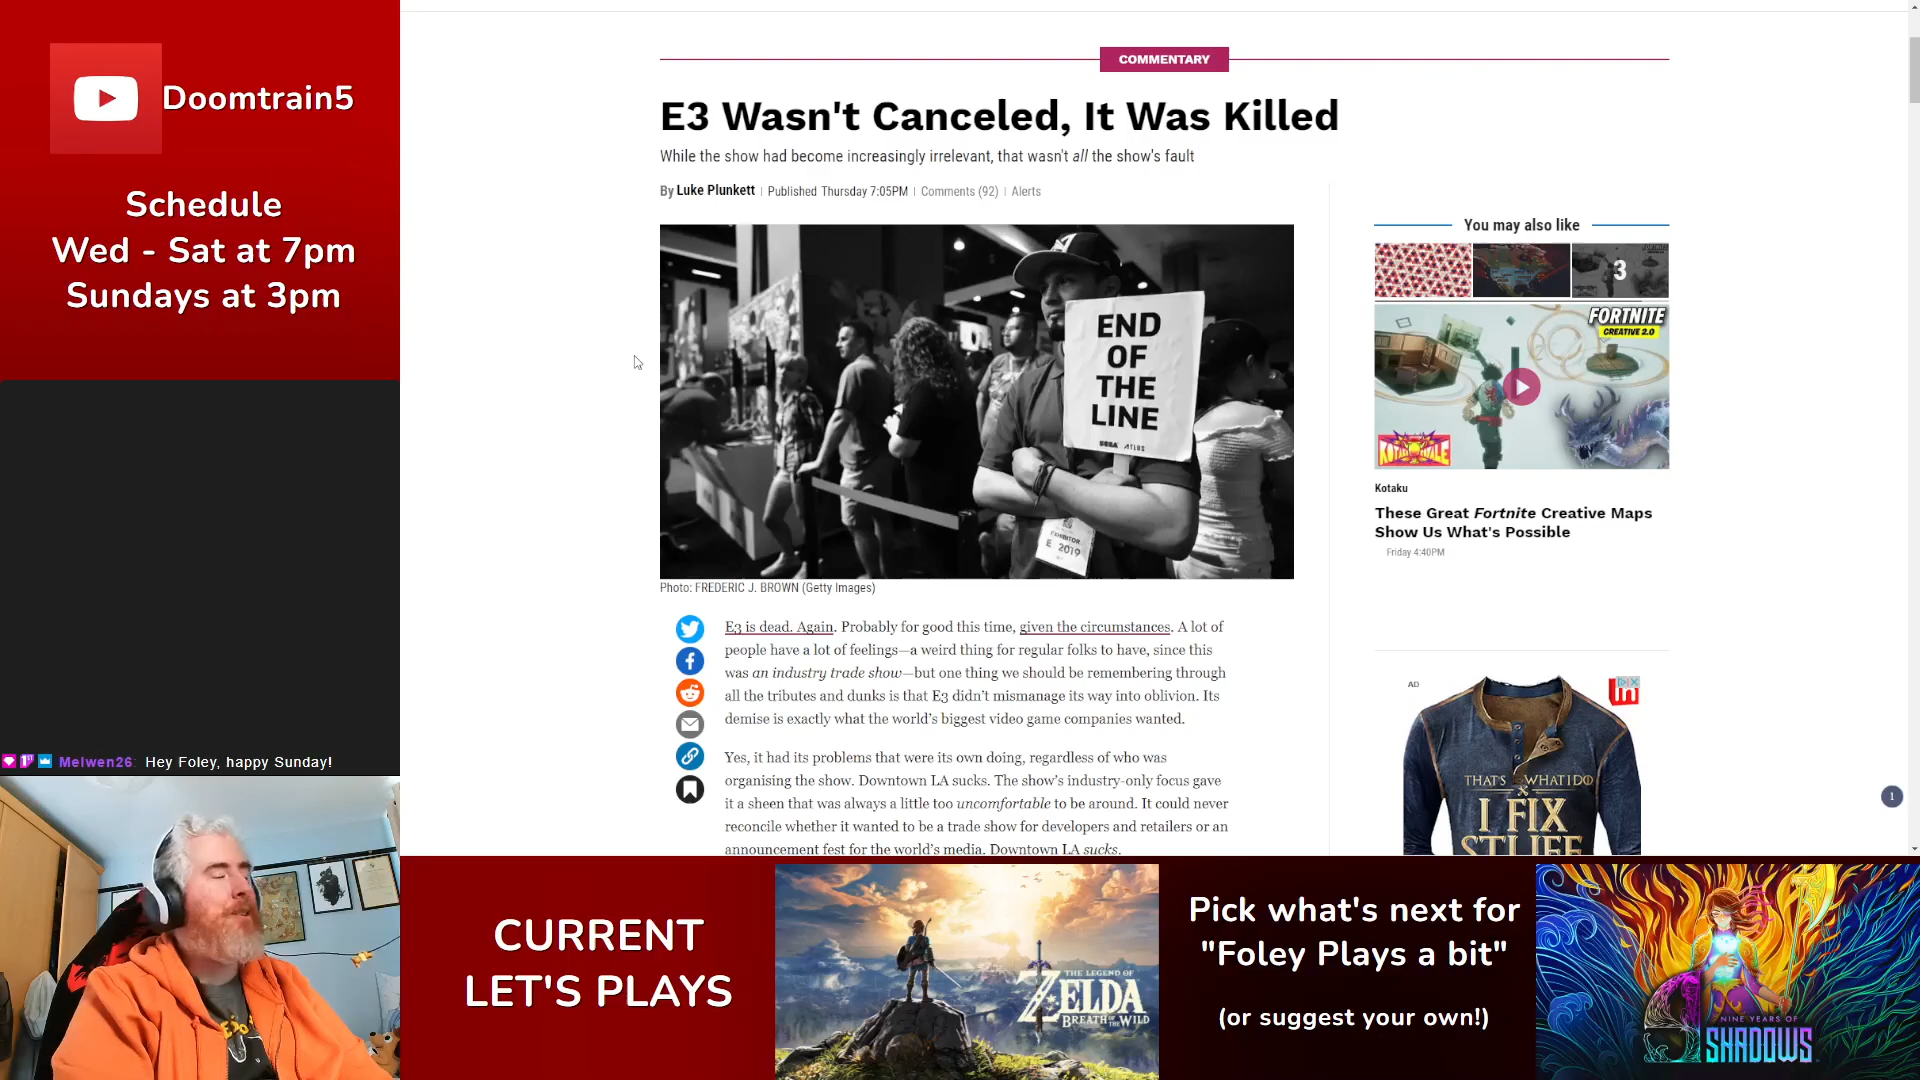 Doomtrain5
Schedule
Wed - Sat at 7pm
Sundays at 3pm
Melwen26: Hey Foley, happy Sunday!
COMMENTARY
E3 Wasn't Canceled, It Was Killed
While the show had become increasingly irrelevant, that wasn't all the show's fault
By Luke Plunkett | Published Thursday 7:05PM | Comments (92) | Alerts
END
OF
THE
LINE
SEGA ATLUS
EXHIBITOR
E 2019
Photo: FREDERIC J. BROWN (Getty Images)
E3 is dead. Again. Probably for good this time, given the circumstances. A lot of
people have a lot of feelings—a weird thing for regular folks to have, since this
was an industry trade show—but one thing we should be remembering through
all the tributes and dunks is that E3 didn't mismanage its way into oblivion. Its
demise is exactly what the world's biggest video game companies wanted.
Yes, it had its problems that were its own doing, regardless of who was
organising the show. Downtown LA sucks. The show's industry-only focus gave
it a sheen that was always a little too uncomfortable to be around. It could never
reconcile whether it wanted to be a trade show for developers and retailers or an
announcement fest for the world's media. Downtown LA sucks.
You may also like
3
FORTNITE
CREATIVE 2.0
Kotaku
These Great Fortnite Creative Maps
Show Us What's Possible
Friday 4:40PM
AD
THAT'S WHAT I DO
I FIX
STUFF
1
CURRENT
LET'S PLAYS
THE LEGEND OF
ZELDA
BREATH OF THE WILD
Pick what's next for
"Foley Plays a bit"
(or suggest your own!)
NINE YEARS OF
SHADOWS